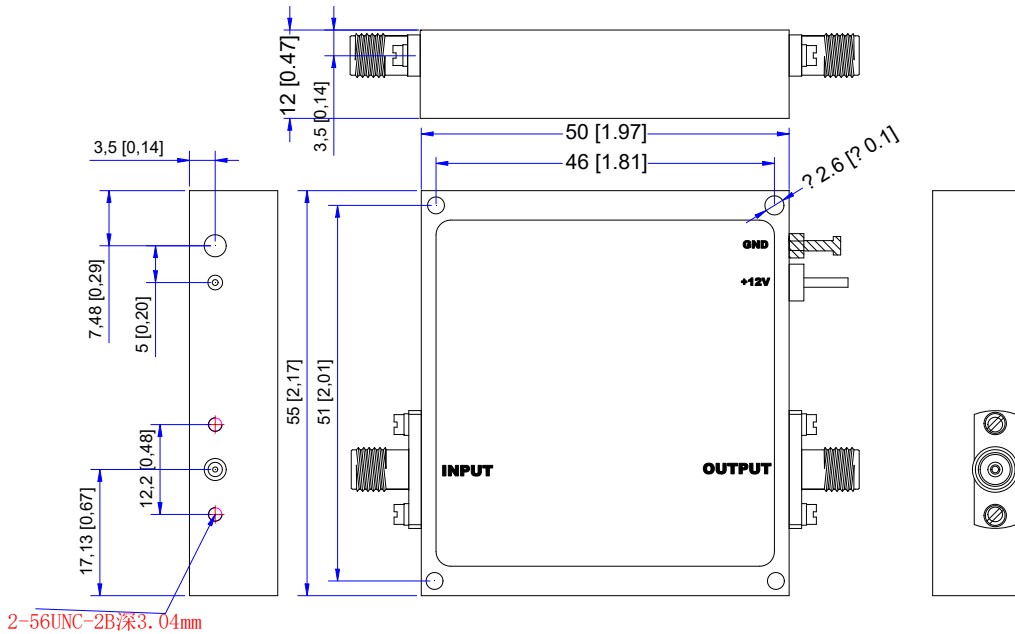 12 [0.47]
3,5 [0,14]
50 [1.97]
46 [1.81]
? 2.6 [? 0.1]
3,5 [0,14]
7,48 [0,29]
5 [0,20]
GND
+12V
55 [2,17]
51 [2,01]
12,2 [0,48]
17,13 [0,67]
INPUT
OUTPUT
2-56UNC-2B深3.04mm